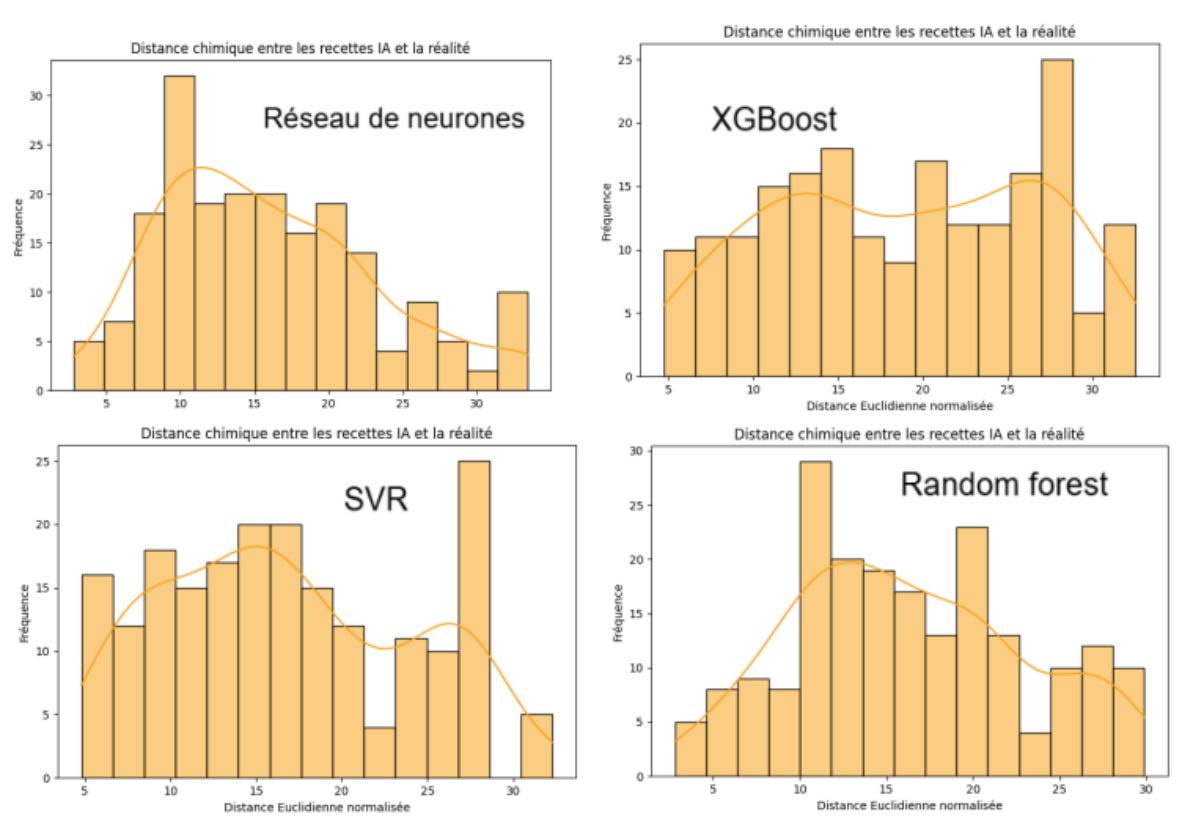 Distance chimique entre les recettes IA et la réalité
Réseau de neurones
Fréquence
30
25
20
15
10
5
0
5 10 15 20 25 30
Distance chimique entre les recettes IA et la réalité
XGBoost
Fréquence
25
20
15
10
5
0
5 10 15 20 25 30
Distance Euclidienne normalisée
Distance chimique entre les recettes IA et la réalité
SVR
Fréquence
25
20
15
10
5
0
5 10 15 20 25 30
Distance Euclidienne normalisée
Distance chimique entre les recettes IA et la réalité
Random forest
Fréquence
30
25
20
15
10
5
0
5 10 15 20 25 30
Distance Euclidienne normalisée